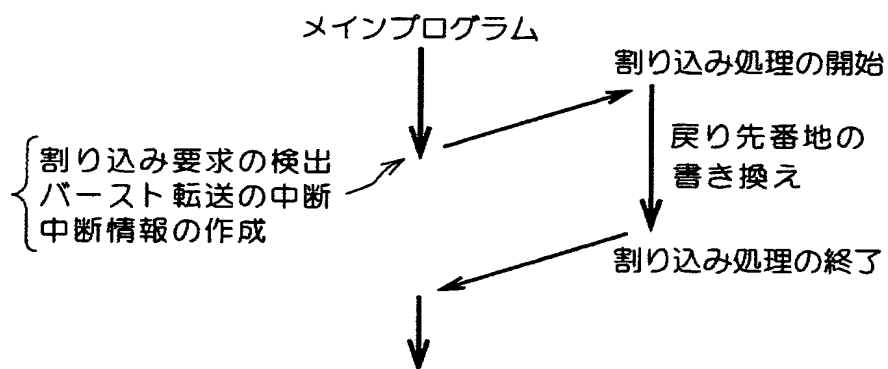 メインプログラム
割り込み処理の開始
割り込み要求の検出
バースト転送の中断
中断情報の作成
戻り先番地の
書き換え
割り込み処理の終了